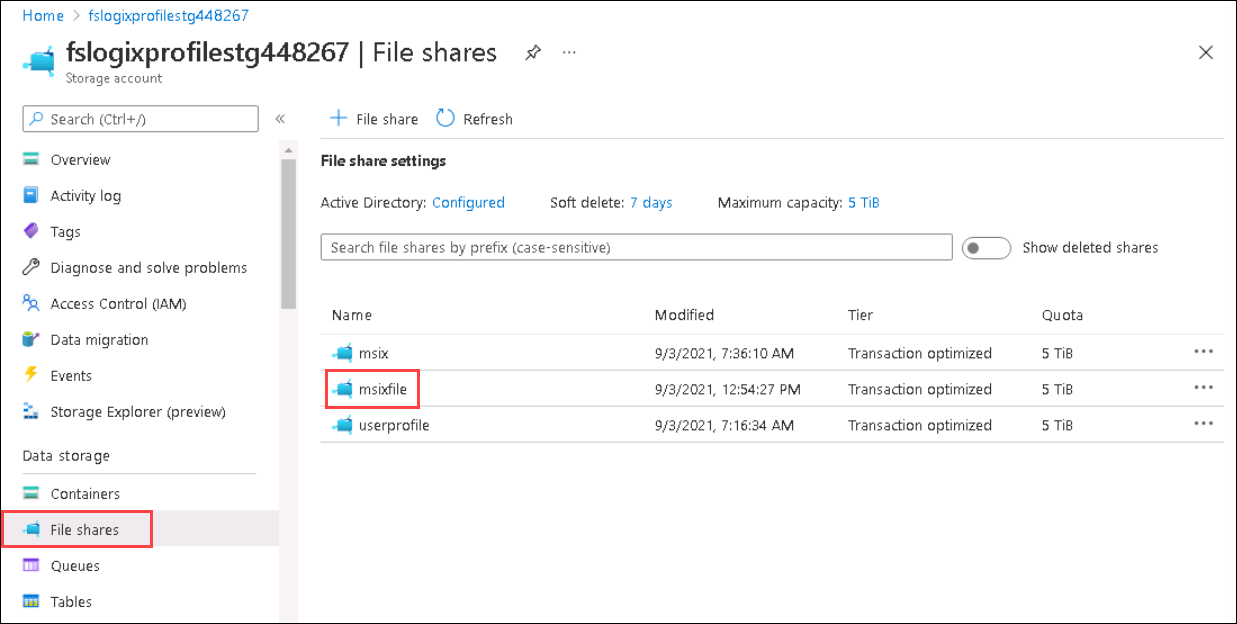 Home > fslogixprofilestg448267
fslogixprofilestg448267 | File shares
Storage account
Search (Ctrl+/)
Overview
Activity log
Tags
Diagnose and solve problems
Access Control (IAM)
Data migration
Events
Storage Explorer (preview)
Data storage
Containers
File shares
Queues
Tables
+ File share Refresh
File share settings
Active Directory: Configured Soft delete: 7 days Maximum capacity: 5 TiB
Search file shares by prefix (case-sensitive) Show deleted shares
Name Modified Tier Quota
msix 9/3/2021, 7:36:10 AM Transaction optimized 5 TiB
msixfile 9/3/2021, 12:54:27 PM Transaction optimized 5 TiB
userprofile 9/3/2021, 7:16:34 AM Transaction optimized 5 TiB